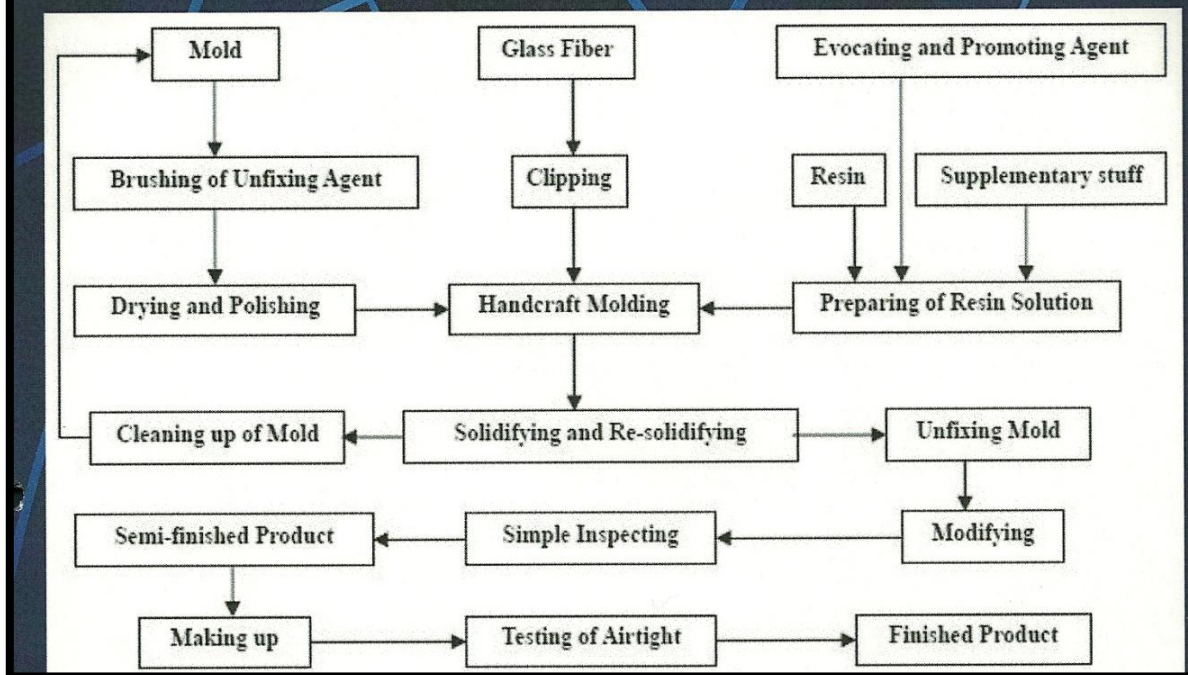 Mold
Glass Fiber
Evocating and Promoting Agent
Brushing of Unfixing Agent
Clipping
Resin
Supplementary stuff
Drying and Polishing
Handcraft Molding
Preparing of Resin Solution
Cleaning up of Mold
Solidifying and Re-solidifying
Unfixing Mold
Semi-finished Product
Simple Inspecting
Modifying
Making up
Testing of Airtight
Finished Product